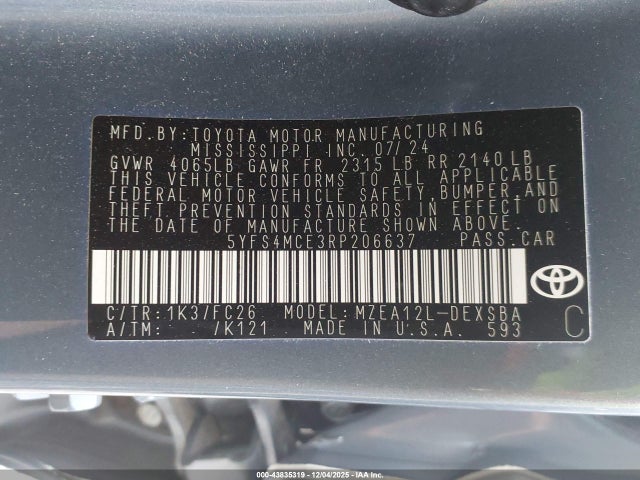 MFD. BY: TOYOTA MOTOR MANUFACTURING
MISSISSIPPI INC. 07/24
GVWR 4065LB GAWR FR 2315 LB RR 2140 LB
THIS VEHICLE CONFORMS TO ALL APPLICABLE
FEDERAL MOTOR VEHICLE SAFETY, BUMPER, AND
THEFT PREVENTION STANDARDS IN EFFECT ON
THE DATE OF MANUFACTURE SHOWN ABOVE.
5YFS4MCE3RP206637 PASS. CAR
C/TR: 1K3/FC26 MODEL: MZEA12L-DEXSBA
A/TM: /K121 MADE IN U.S.A. 593
C
00-43835319 - 12/04/2025 - IAA Inc.